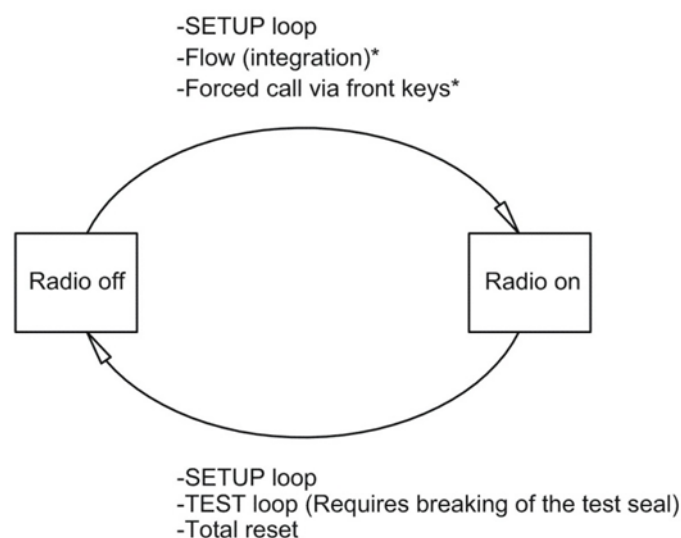 -SETUP loop
-Flow (integration)*
-Forced call via front keys*
Radio off
Radio on
-SETUP loop
-TEST loop (Requires breaking of the test seal)
-Total reset